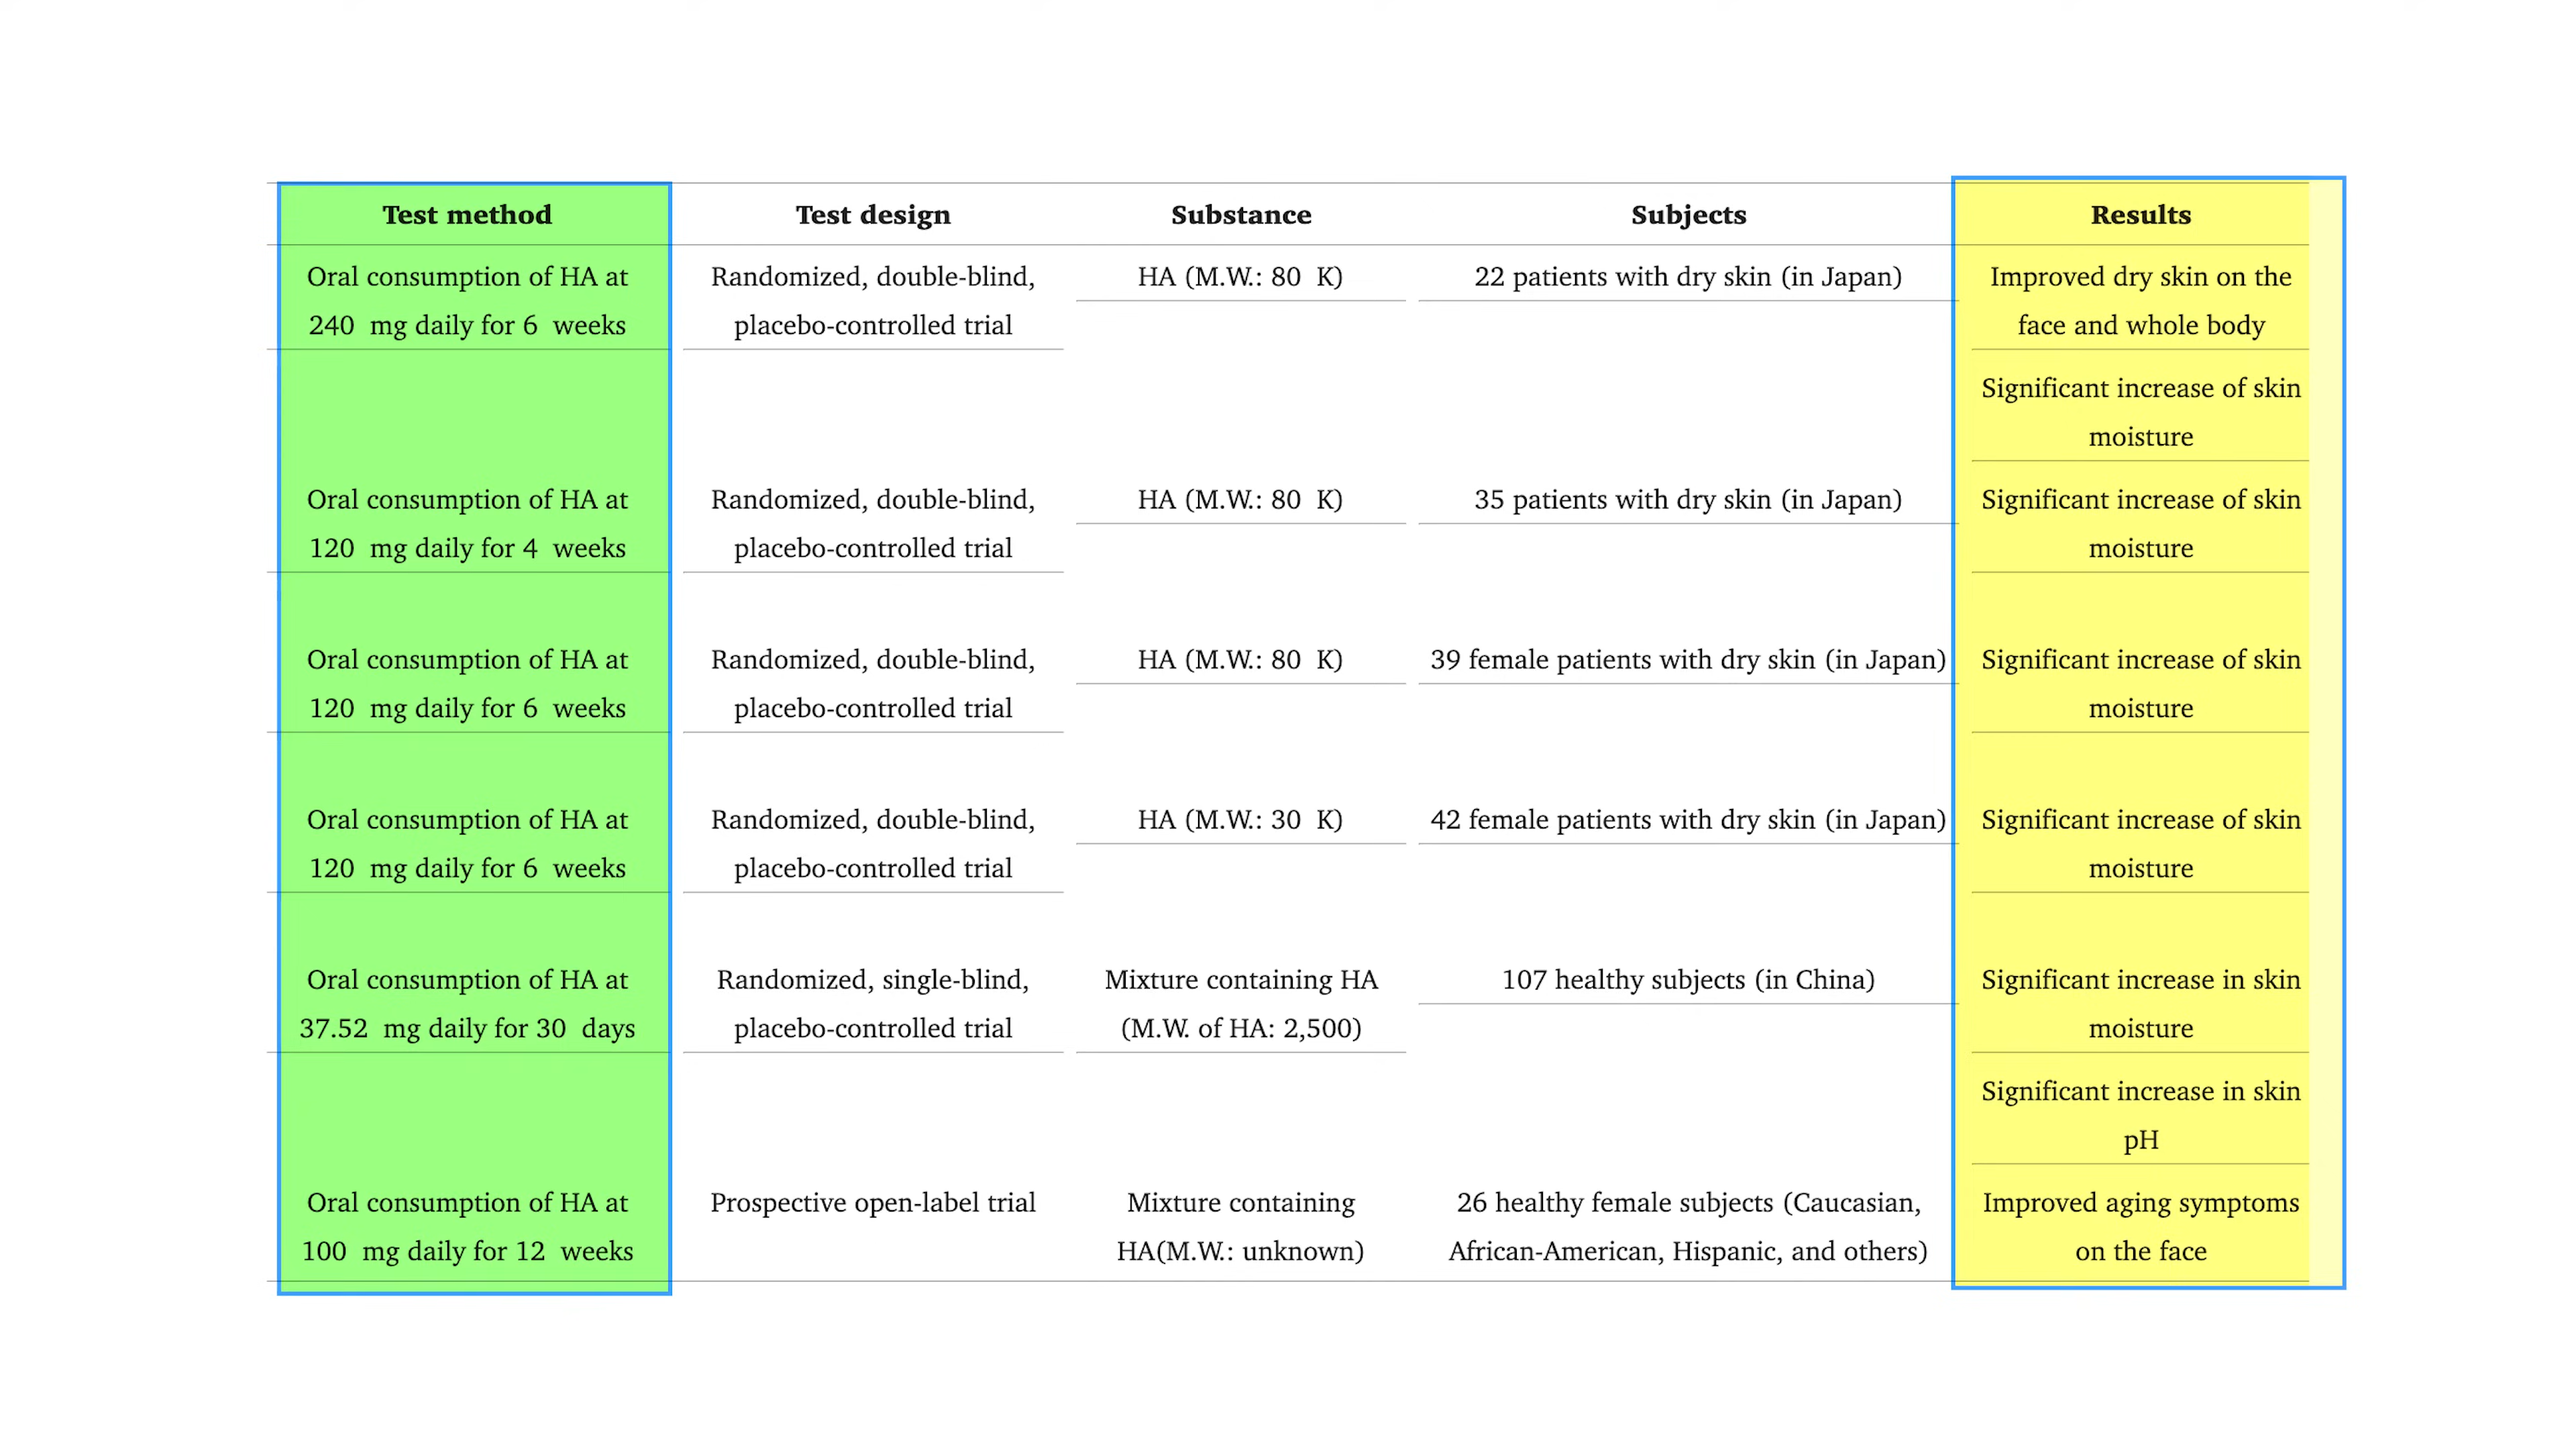 Test method Test design Substance Subjects Results
Oral consumption of HA at Randomized, double-blind, HA (M.W.: 80 K) 22 patients with dry skin (in Japan) Improved dry skin on the
240 mg daily for 6 weeks placebo-controlled trial face and whole body
Significant increase of skin
moisture
Oral consumption of HA at Randomized, double-blind, HA (M.W.: 80 K) 35 patients with dry skin (in Japan) Significant increase of skin
120 mg daily for 4 weeks placebo-controlled trial moisture
Oral consumption of HA at Randomized, double-blind, HA (M.W.: 80 K) 39 female patients with dry skin (in Japan) Significant increase of skin
120 mg daily for 6 weeks placebo-controlled trial moisture
Oral consumption of HA at Randomized, double-blind, HA (M.W.: 30 K) 42 female patients with dry skin (in Japan) Significant increase of skin
120 mg daily for 6 weeks placebo-controlled trial moisture
Oral consumption of HA at Randomized, single-blind, Mixture containing HA 107 healthy subjects (in China) Significant increase in skin
37.52 mg daily for 30 days placebo-controlled trial (M.W. of HA: 2,500) moisture
Significant increase in skin
pH
Oral consumption of HA at Prospective open-label trial Mixture containing 26 healthy female subjects (Caucasian, Improved aging symptoms
100 mg daily for 12 weeks HA(M.W.: unknown) African-American, Hispanic, and others) on the face